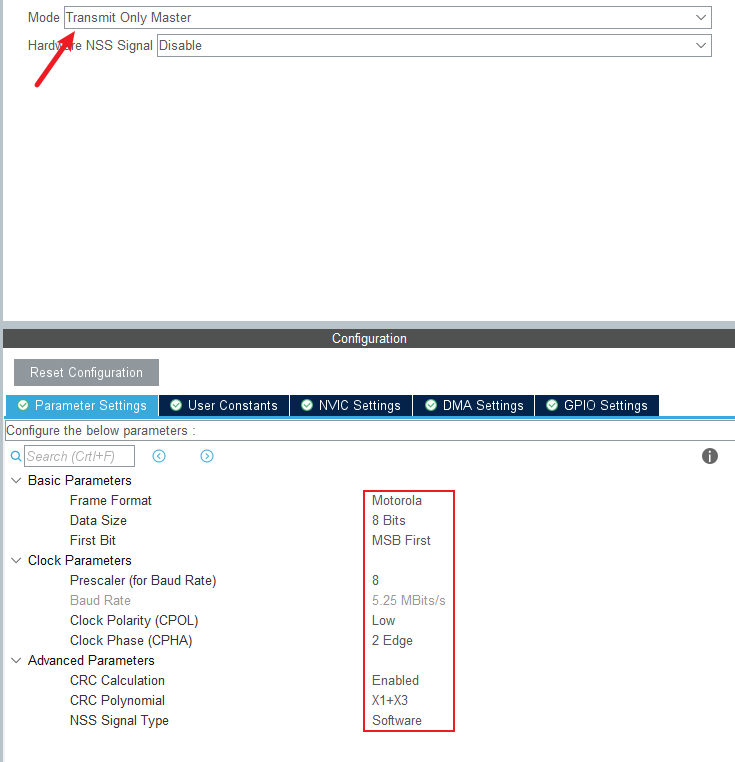 Mode Transmit Only Master
Hardware NSS Signal Disable
Configuration
Reset Configuration
Parameter Settings User Constants NVIC Settings DMA Settings GPIO Settings
Configure the below parameters :
Search (Crtl+F)
Basic Parameters
Frame Format Motorola
Data Size 8 Bits
First Bit MSB First
Clock Parameters
Prescaler (for Baud Rate) 8
Baud Rate 5.25 MBits/s
Clock Polarity (CPOL) Low
Clock Phase (CPHA) 2 Edge
Advanced Parameters
CRC Calculation Enabled
CRC Polynomial X1+X3
NSS Signal Type Software